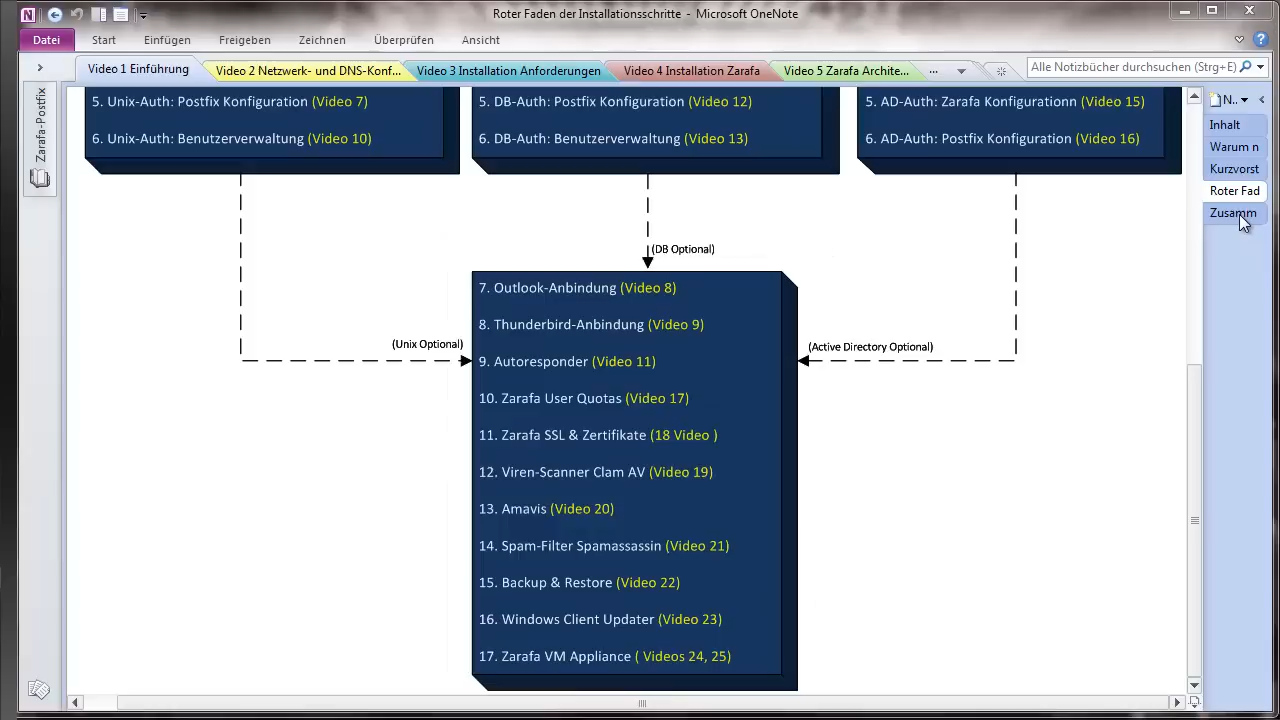 Roter Faden der Installationsschritte - Microsoft OneNote
Datei Start Einfügen Freigeben Zeichnen Überprüfen Ansicht
Video 1 Einführung Video 2 Netzwerk- und DNS-Konf... Video 3 Installation Anforderungen Video 4 Installation Zarafa Video 5 Zarafa Archite... ... Alle Notizbücher durchsuchen (Strg+E)
Zarafa-Postfix
N..
Inhalt
Warum n
Kurzvorst
Roter Fad
Zusamm
5. Unix-Auth: Postfix Konfiguration (Video 7)
6. Unix-Auth: Benutzerverwaltung (Video 10)
5. DB-Auth: Postfix Konfiguration (Video 12)
6. DB-Auth: Benutzerverwaltung (Video 13)
5. AD-Auth: Zarafa Konfigurationn (Video 15)
6. AD-Auth: Postfix Konfiguration (Video 16)
(DB Optional)
(Unix Optional)
(Active Directory Optional)
7. Outlook-Anbindung (Video 8)
8. Thunderbird-Anbindung (Video 9)
9. Autoresponder (Video 11)
10. Zarafa User Quotas (Video 17)
11. Zarafa SSL & Zertifikate (18 Video )
12. Viren-Scanner Clam AV (Video 19)
13. Amavis (Video 20)
14. Spam-Filter Spamassassin (Video 21)
15. Backup & Restore (Video 22)
16. Windows Client Updater (Video 23)
17. Zarafa VM Appliance ( Videos 24, 25)